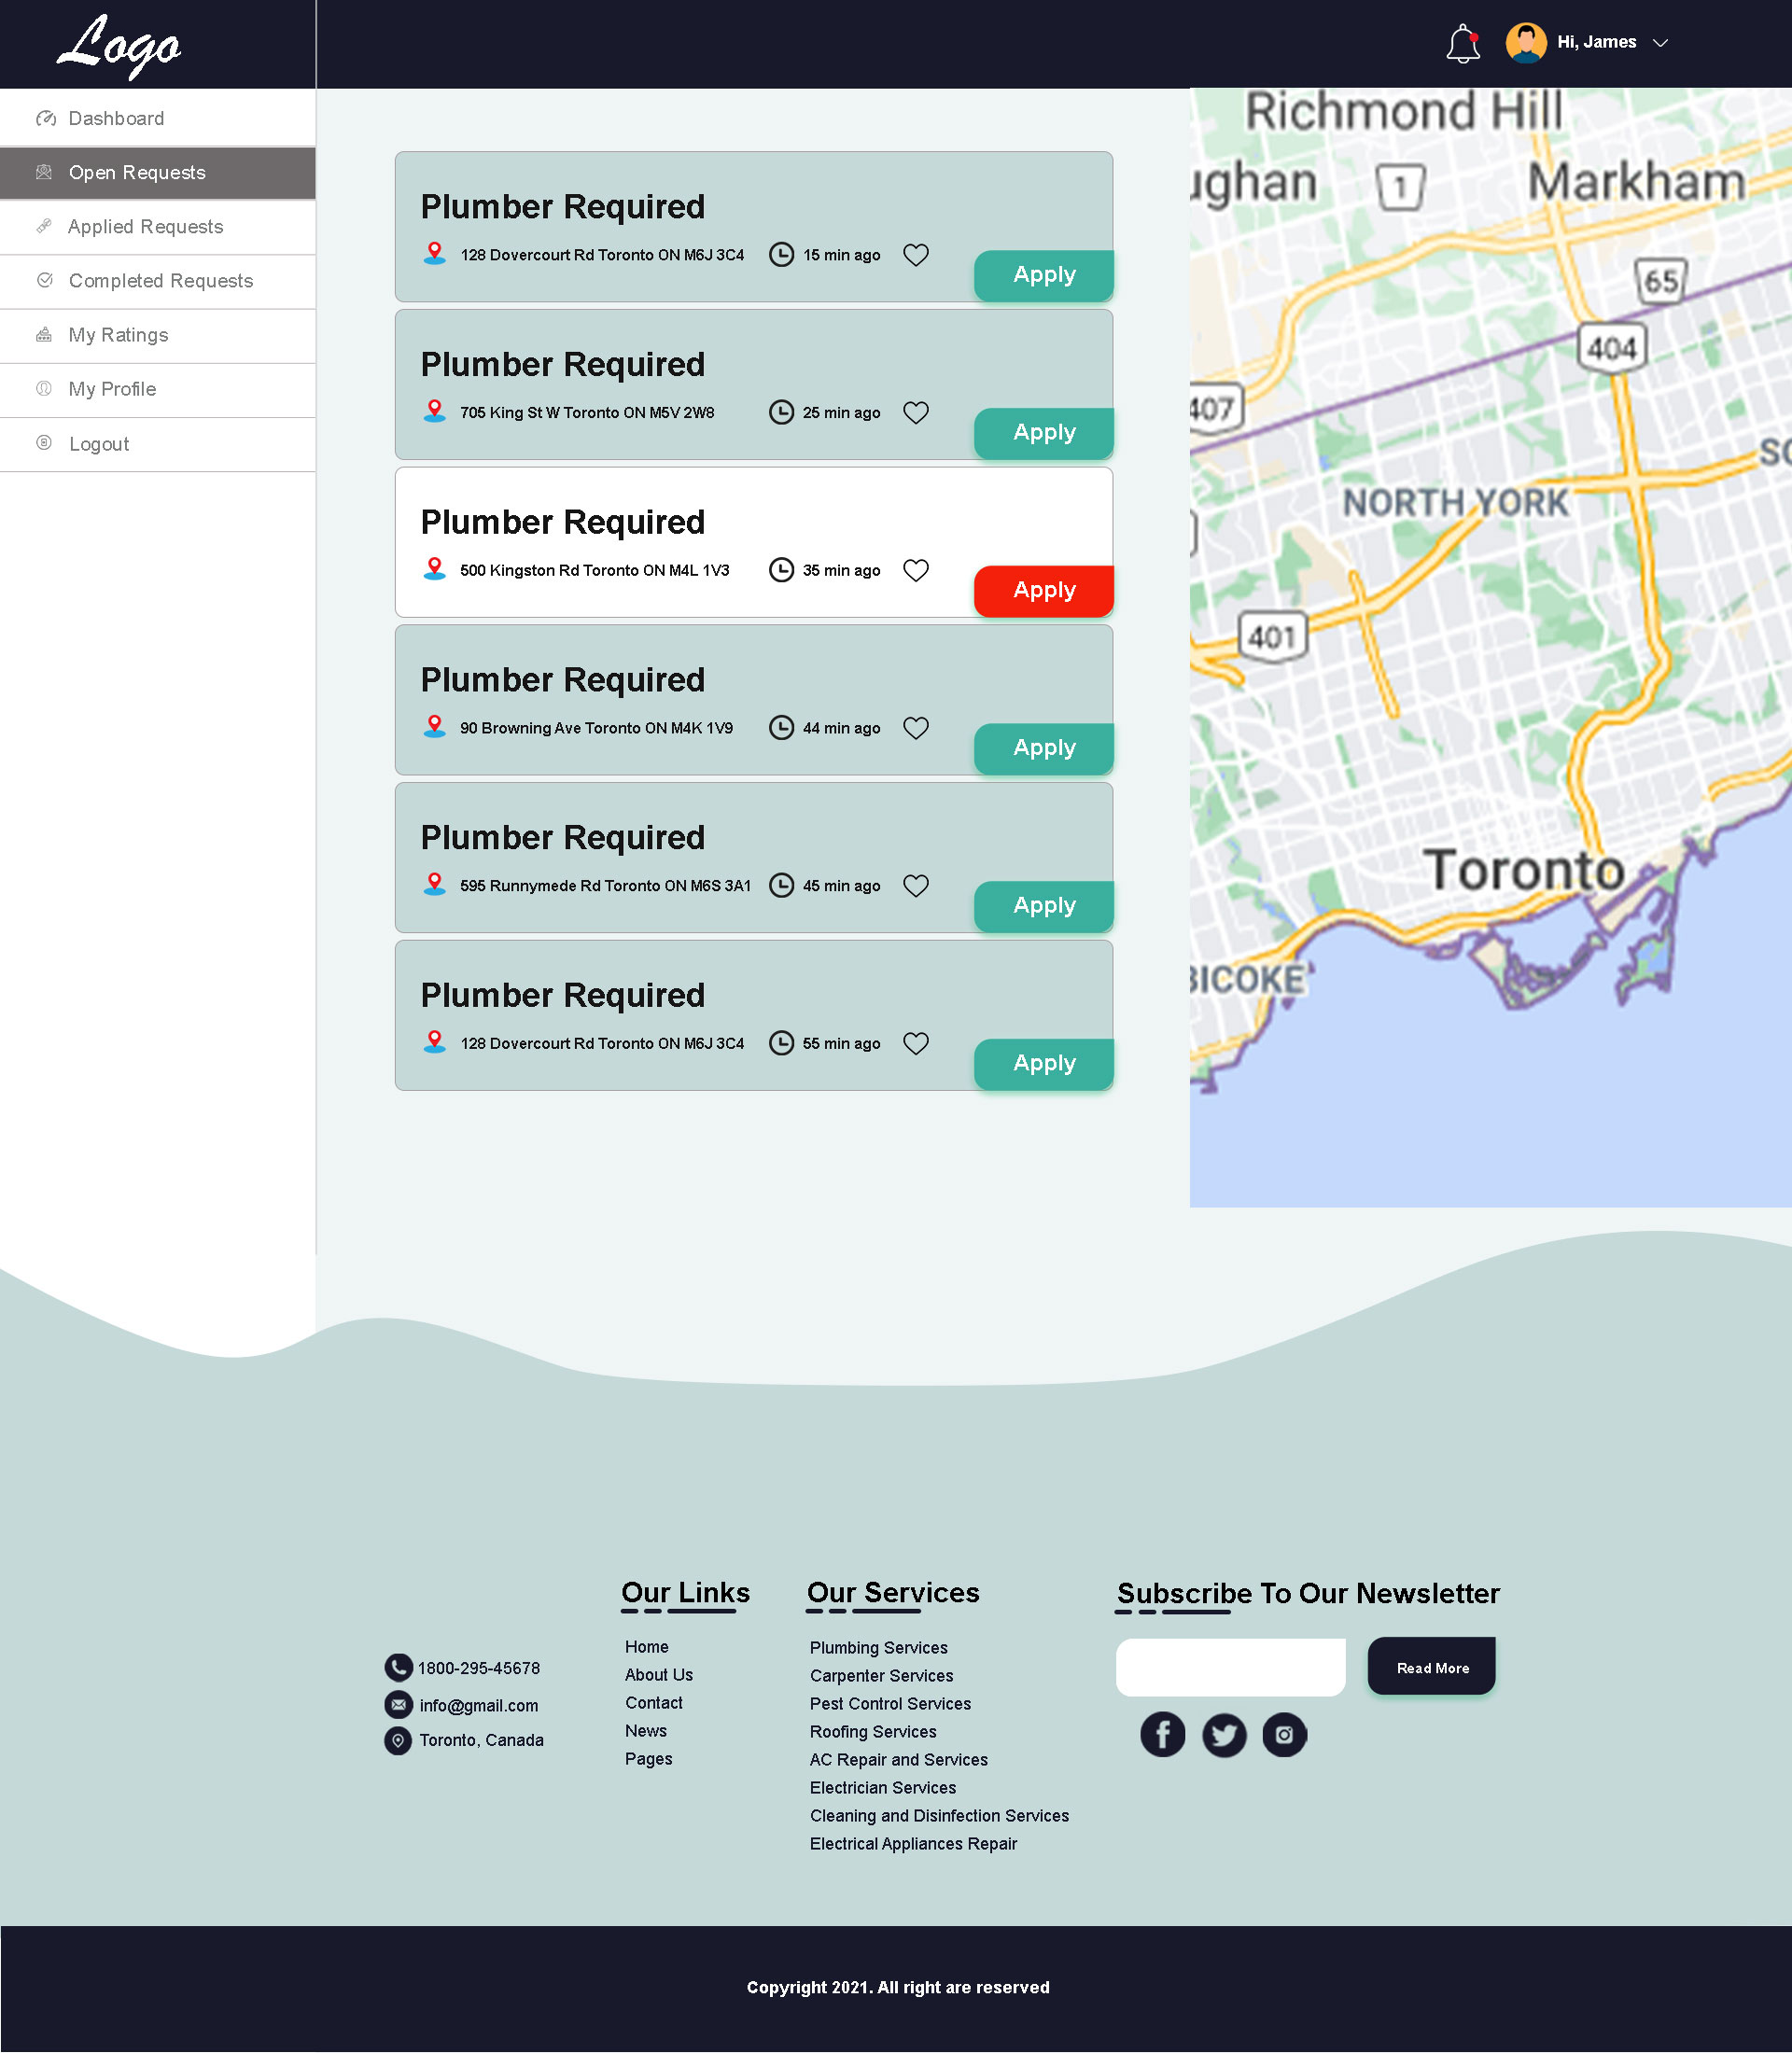 Logo
Hi, James
Dashboard
Open Requests
Applied Requests
Completed Requests
My Ratings
My Profile
Logout
Plumber Required
128 Dovercourt Rd Toronto ON M6J 3C4 15 min ago
Apply
Plumber Required
705 King St W Toronto ON M5V 2W8 25 min ago
Apply
Plumber Required
500 Kingston Rd Toronto ON M4L 1V3 35 min ago
Apply
Plumber Required
90 Browning Ave Toronto ON M4K 1V9 44 min ago
Apply
Plumber Required
595 Runnymede Rd Toronto ON M6S 3A1 45 min ago
Apply
Plumber Required
128 Dovercourt Rd Toronto ON M6J 3C4 55 min ago
Apply
Richmond Hill
ughan
1
Markham
65
404
407
SC
NORTH YORK
401
Toronto
BICOKE
1800-295-45678
info@gmail.com
Toronto, Canada
Our Links
Home
About Us
Contact
News
Pages
Our Services
Plumbing Services
Carpenter Services
Pest Control Services
Roofing Services
AC Repair and Services
Electrician Services
Cleaning and Disinfection Services
Electrical Appliances Repair
Subscribe To Our Newsletter
Read More
Copyright 2021. All right are reserved